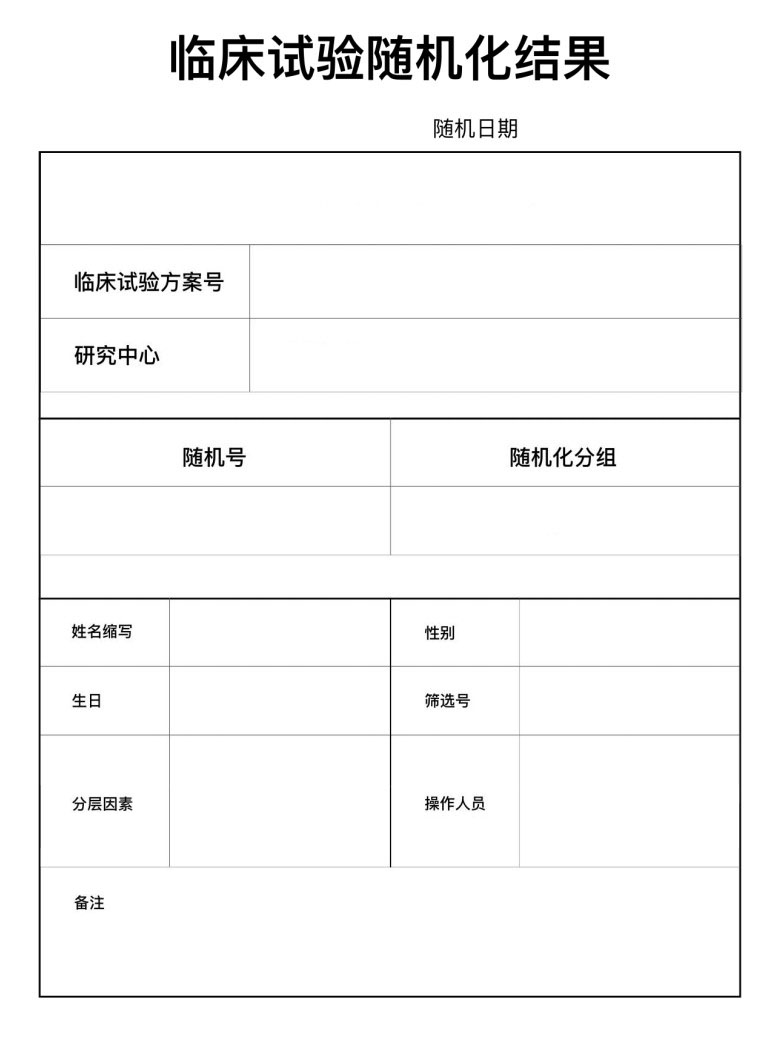 临床试验随机化结果
随机日期
临床试验方案号
研究中心
随机号 随机化分组
姓名缩写 性别
生日 筛选号
分层因素 操作人员
备注